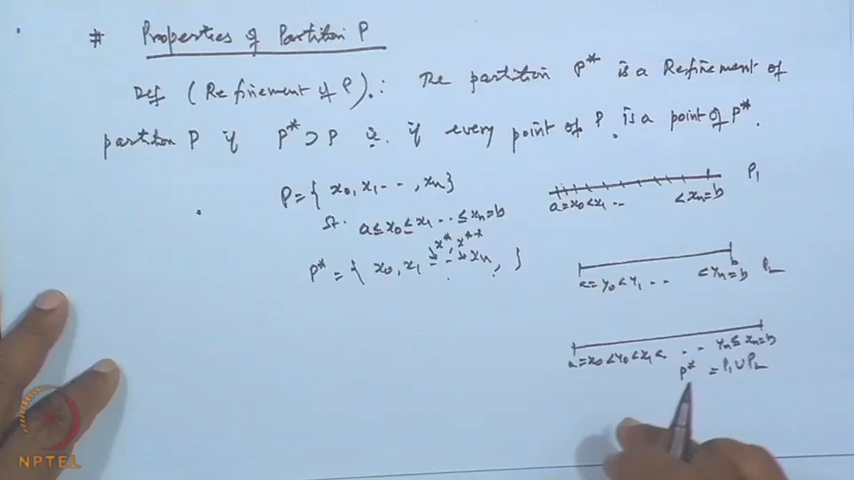 # Properties of Partition P
Def (Refinement of P).: The partition P* is a Refinement of
partition P if P* ⊃ P i.e. if every point of P is a point of P*.
P = { x0, x1 - - , xn }
St. a ≤ x0 ≤ x1 .. ≤ xn = b
x*, x**
P* = { x0, x1 - - xn, }
P1
a = x0 < x1 .. < xn = b
a = y0 < y1 . . < yn = b P2
a = x0 < y0 < x1 < . . yn ≤ xn = b
P* = P1 ∪ P2
NPTEL